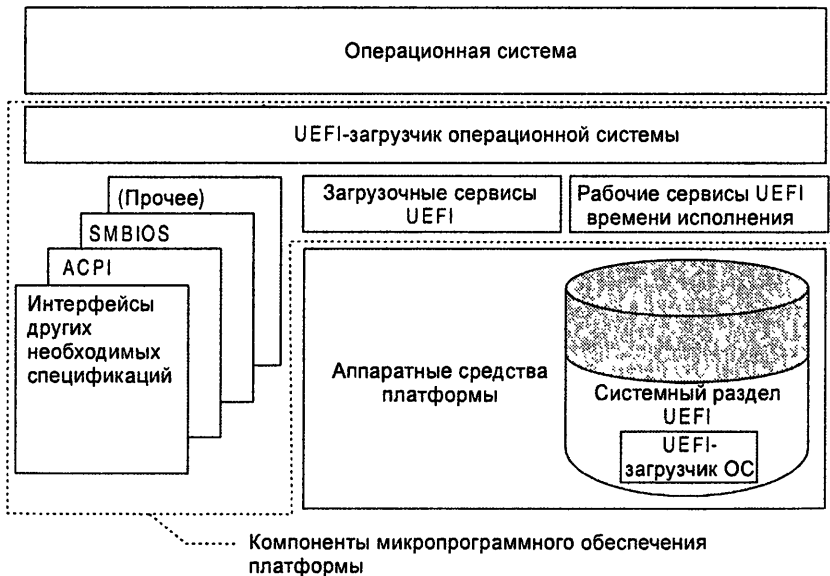 Операционная система
UEFI-загрузчик операционной системы
(Прочее)
SMBIOS
ACPI
Интерфейсы
других
необходимых
спецификаций
Загрузочные сервисы
UEFI
Рабочие сервисы UEFI
времени исполнения
Аппаратные средства
платформы
Системный раздел
UEFI
UEFI-
загрузчик ОС
Компоненты микропрограммного обеспечения
платформы